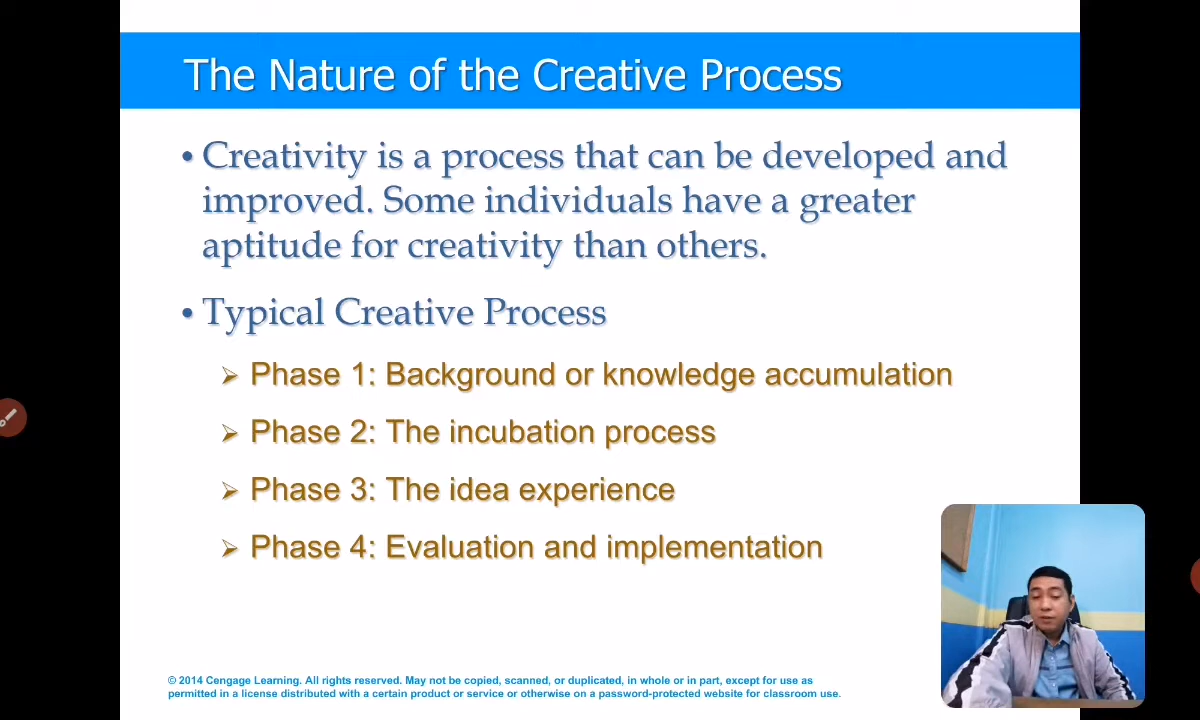 The Nature of the Creative Process
• Creativity is a process that can be developed and
improved. Some individuals have a greater
aptitude for creativity than others.
• Typical Creative Process
➢ Phase 1: Background or knowledge accumulation
➢ Phase 2: The incubation process
➢ Phase 3: The idea experience
➢ Phase 4: Evaluation and implementation
© 2014 Cengage Learning. All rights reserved. May not be copied, scanned, or duplicated, in whole or in part, except for use as
permitted in a license distributed with a certain product or service or otherwise on a password-protected website for classroom use.